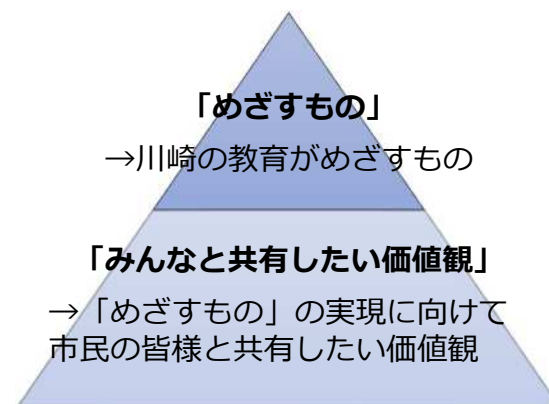 「めざすもの」
→川崎の教育がめざすもの
「みんなと共有したい価値観」
→「めざすもの」の実現に向けて
市民の皆様と共有したい価値観